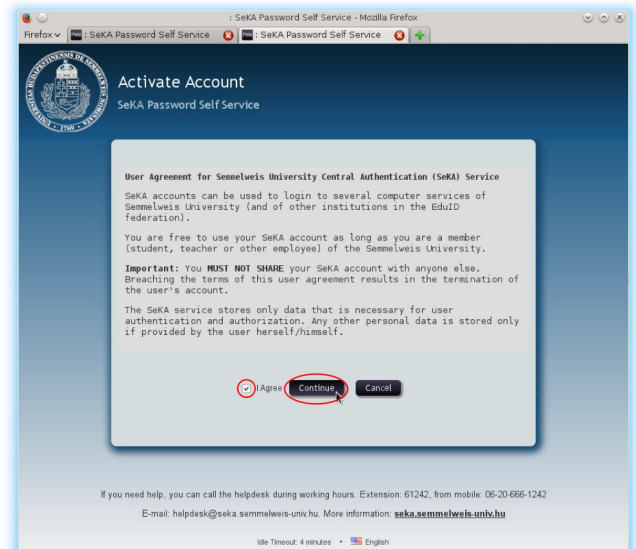 : SeKA Password Self Service - Mozilla Firefox
Firefox
: SeKA Password Self Service
: SeKA Password Self Service
Activate Account
SeKA Password Self Service
User Agreement for Semmelweis University Central Authentication (SeKA) Service
SeKA accounts can be used to login to several computer services of
Semmelweis University (and of other institutions in the EduID
federation).
You are free to use your SeKA account as long as you are a member
(student, teacher or other employee) of the Semmelweis University.
Important: You MUST NOT SHARE your SeKA account with anyone else.
Breaching the terms of this user agreement results in the termination of
the user's account.
The SeKA service stores only data that is necessary for user
authentication and authorization. Any other personal data is stored only
if provided by the user herself/himself.
I Agree Continue Cancel
If you need help, you can call the helpdesk during working hours. Extension: 61242, from mobile: 06-20-666-1242
E-mail: helpdesk@seka.semmelweis-univ.hu. More information: seka.semmelweis-univ.hu
Idle Timeout: 4 minutes • English